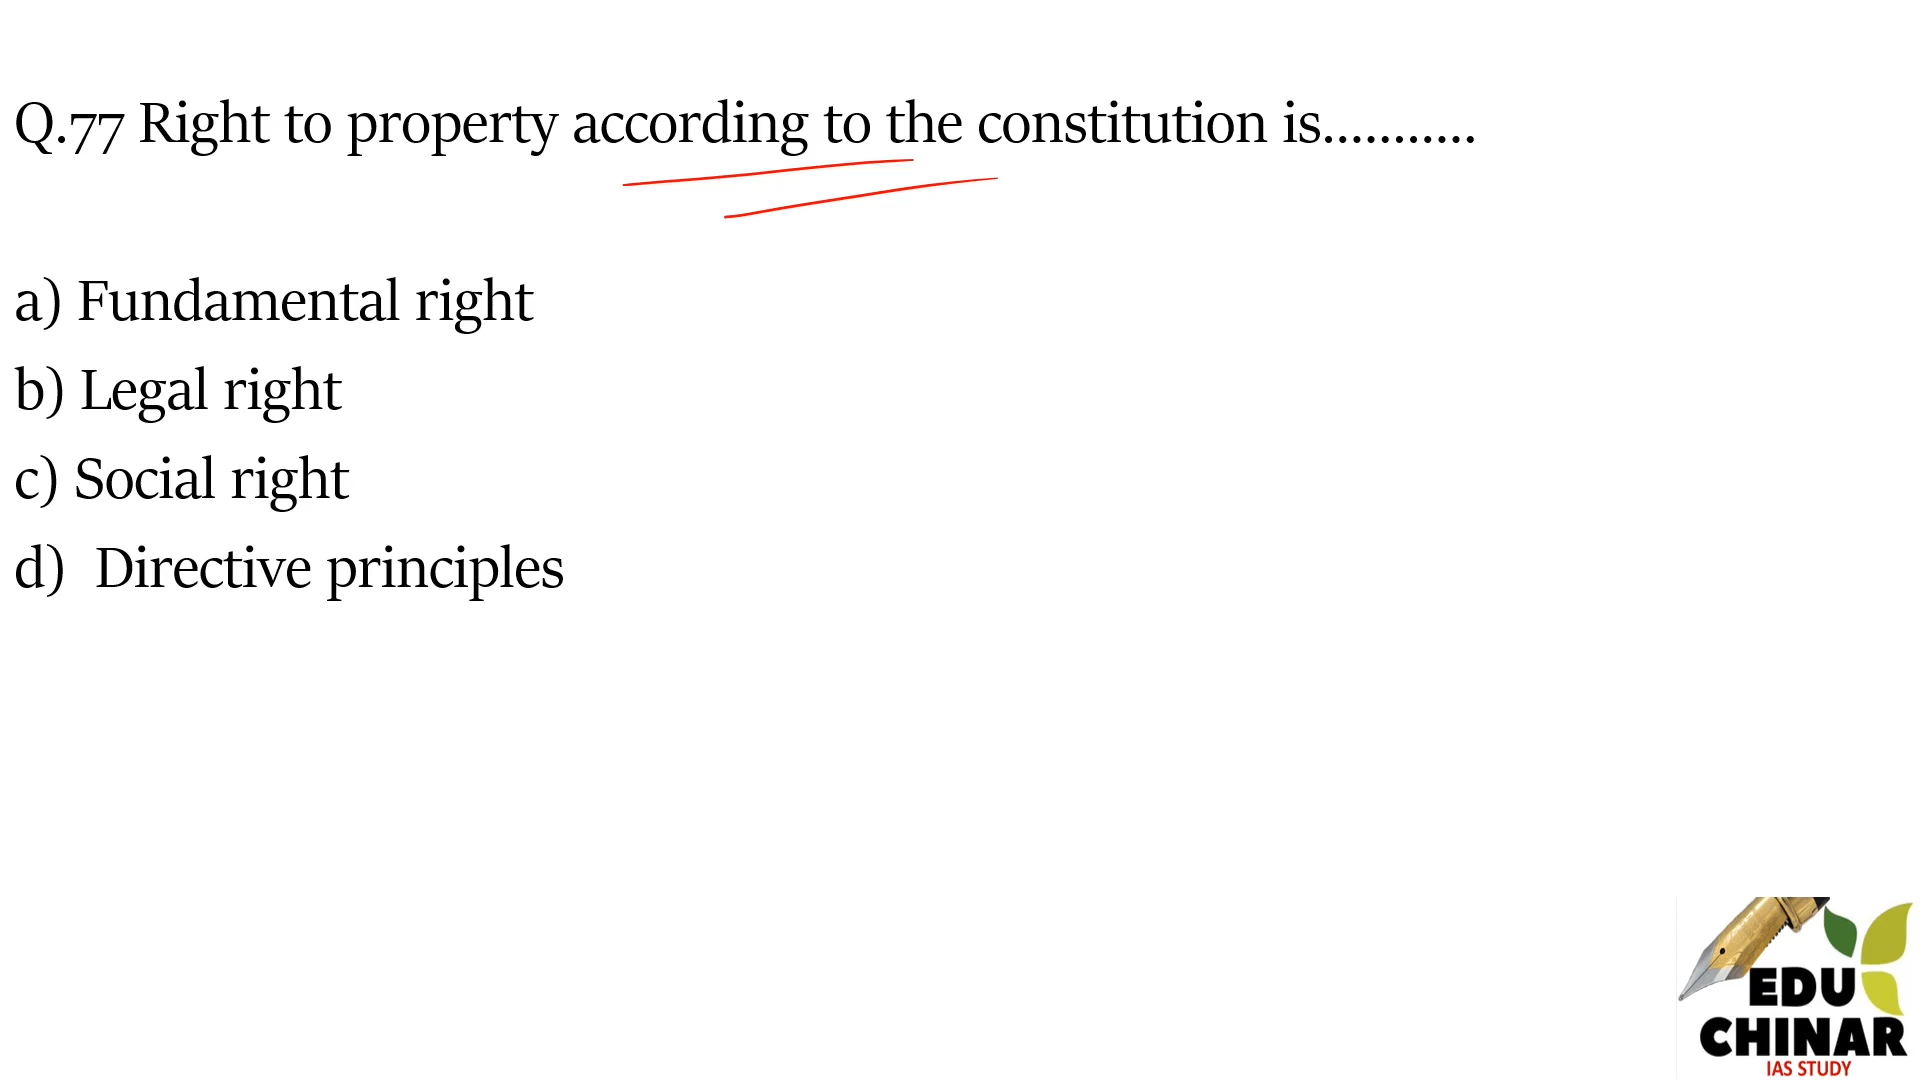 Q.77 Right to property according to the constitution is...........
a) Fundamental right
b) Legal right
c) Social right
d) Directive principles
EDU
CHINAR
IAS STUDY